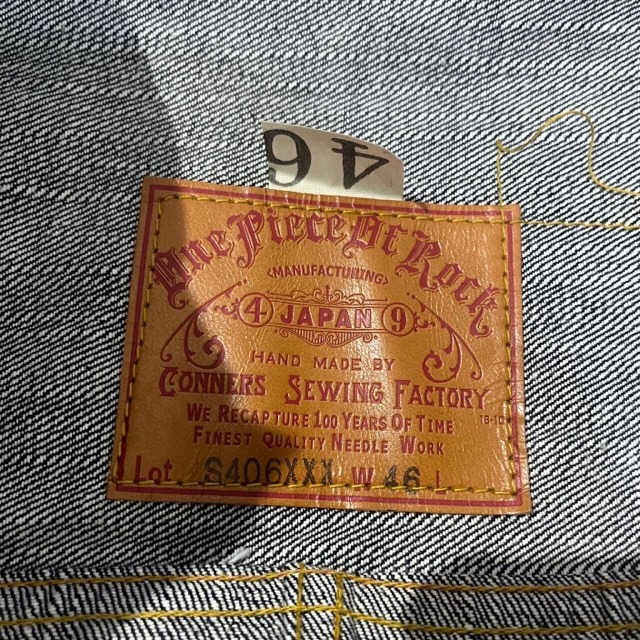 46
One Piece Of Rock
<MANUFACTURING>
4 JAPAN 9
HAND MADE BY
CONNERS SEWING FACTORY
WE RECAPTURE 100 YEARS OF TIME
FINEST QUALITY NEEDLE WORK
Lot S406XXX W 46 L